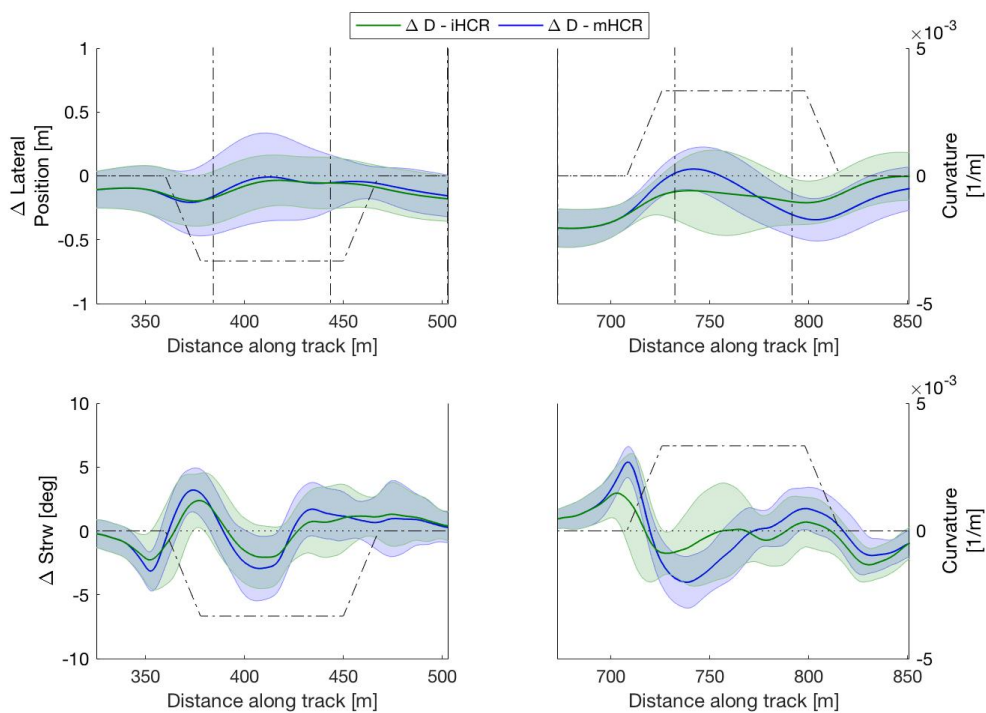 Δ D - iHCR Δ D - mHCR
×10⁻³
1 5
0.5
0 0
-0.5
-1 -5
Δ Lateral
Position [m]
Curvature
[1/m]
350 400 450 500 700 750 800 850
Distance along track [m] Distance along track [m]
×10⁻³
10 5
5
0 0
-5
-10 -5
Δ Strw [deg]
Curvature
[1/m]
350 400 450 500 700 750 800 850
Distance along track [m] Distance along track [m]